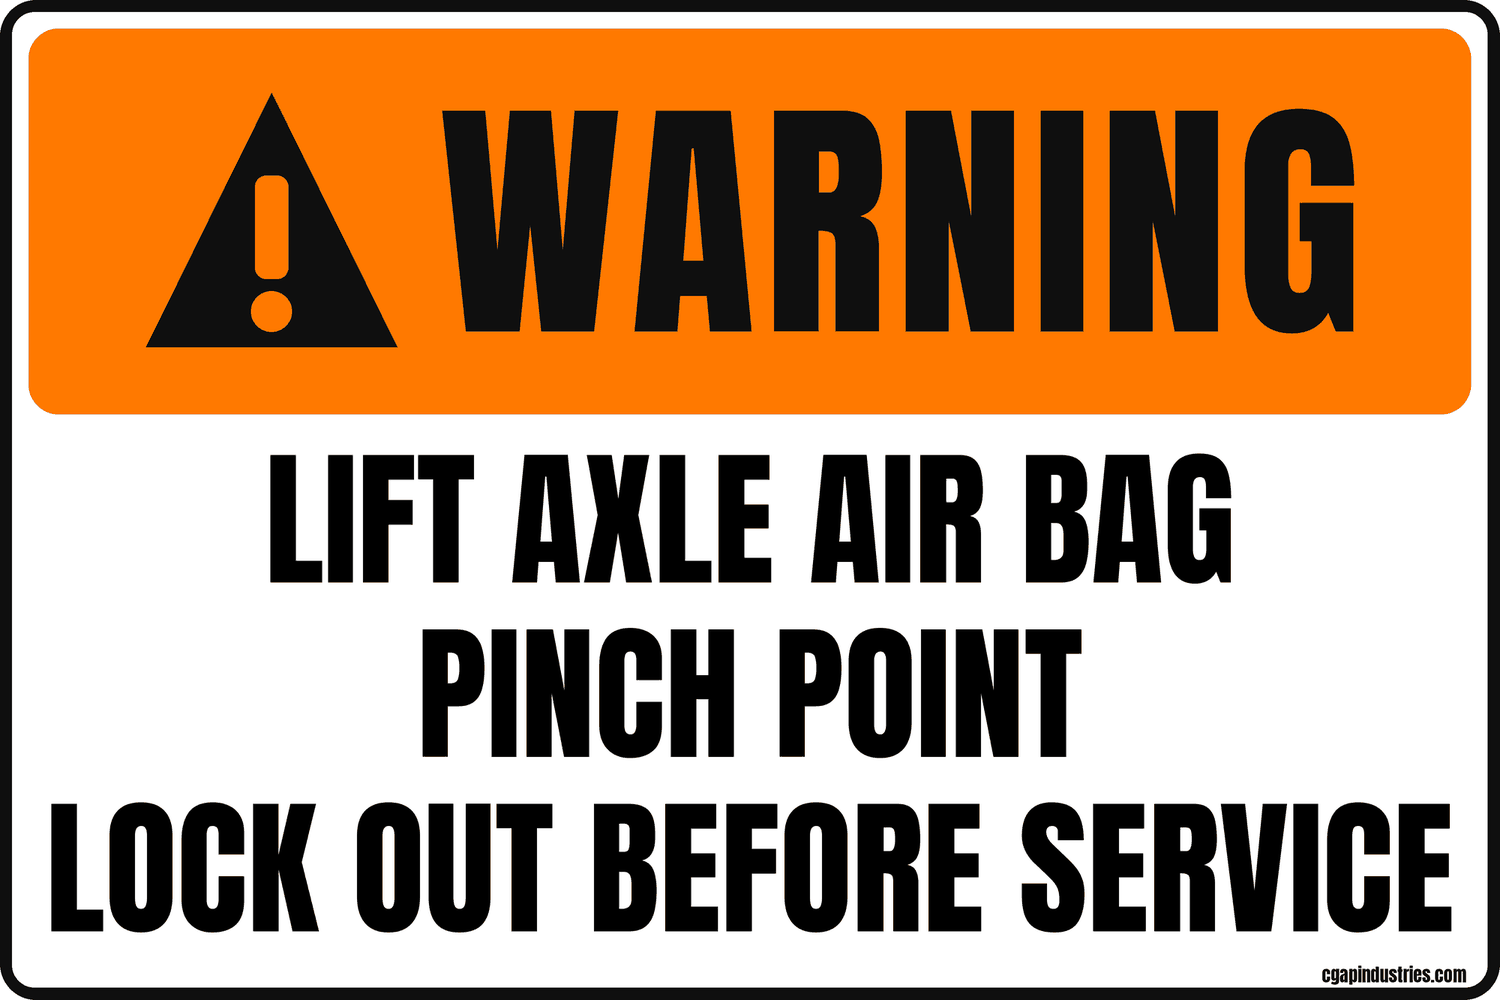 WARNING
LIFT AXLE AIR BAG
PINCH POINT
LOCK OUT BEFORE SERVICE
cgapindustries.com